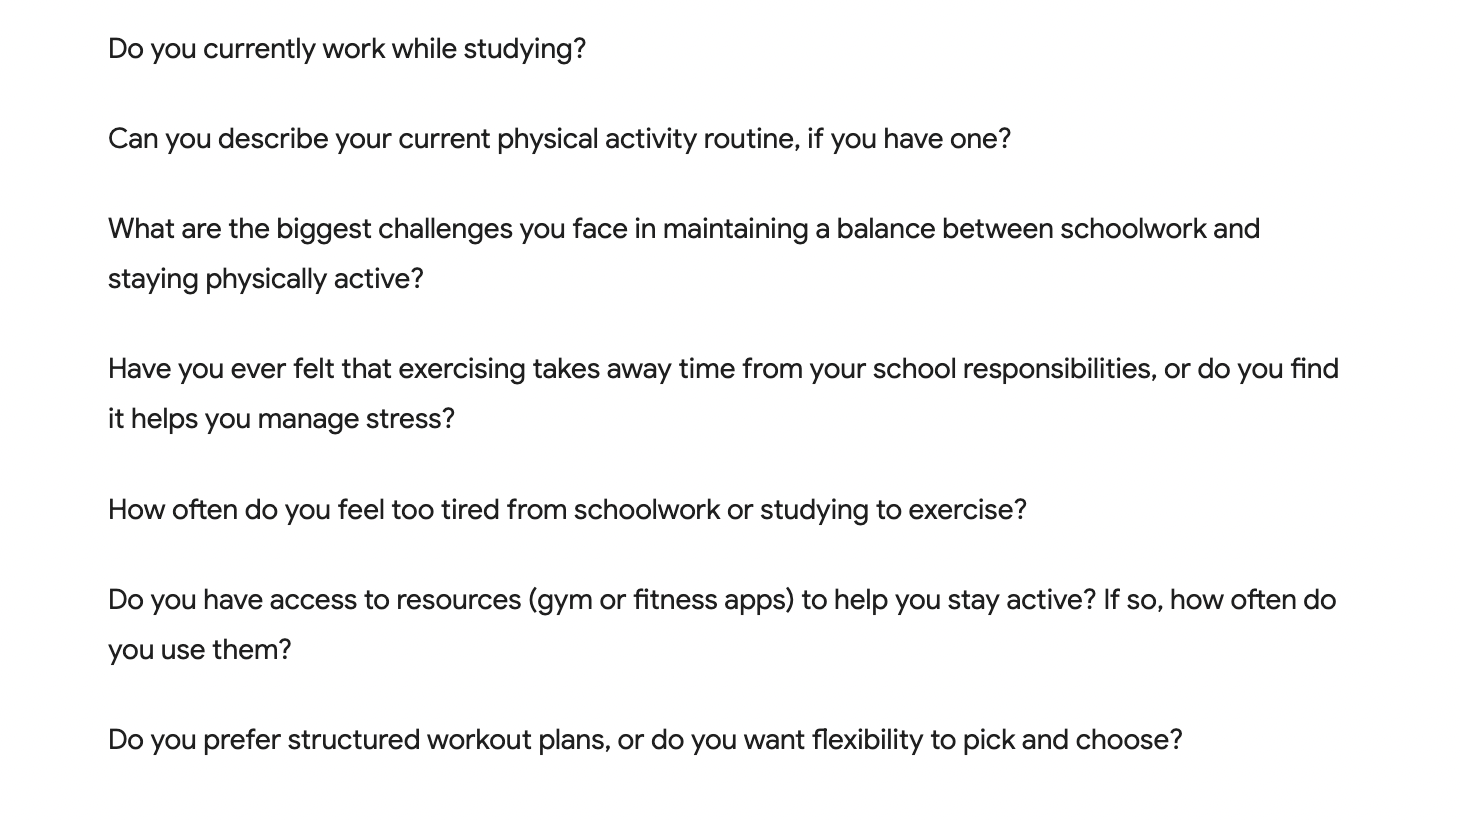 Do you currently work while studying?
Can you describe your current physical activity routine, if you have one?
What are the biggest challenges you face in maintaining a balance between schoolwork and
staying physically active?
Have you ever felt that exercising takes away time from your school responsibilities, or do you find
it helps you manage stress?
How often do you feel too tired from schoolwork or studying to exercise?
Do you have access to resources (gym or fitness apps) to help you stay active? If so, how often do
you use them?
Do you prefer structured workout plans, or do you want flexibility to pick and choose?